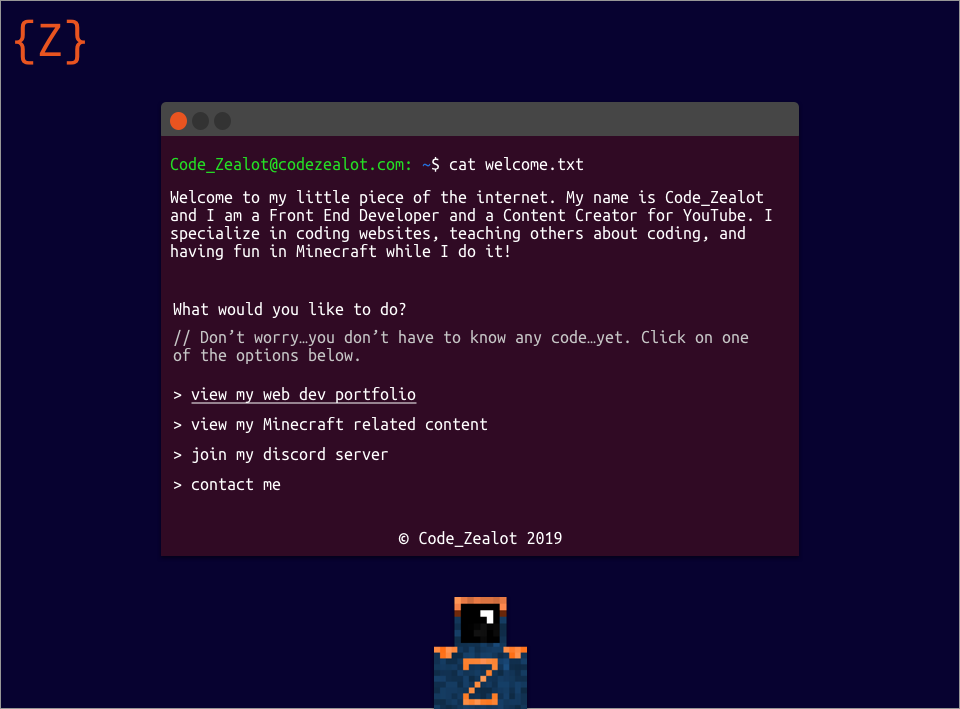 {Z}
Code_Zealot@codezealot.com: ~$ cat welcome.txt
Welcome to my little piece of the internet. My name is Code_Zealot
and I am a Front End Developer and a Content Creator for YouTube. I
specialize in coding websites, teaching others about coding, and
having fun in Minecraft while I do it!
What would you like to do?
// Don’t worry…you don’t have to know any code…yet. Click on one
of the options below.
> view my web dev portfolio
> view my Minecraft related content
> join my discord server
> contact me
© Code_Zealot 2019
Z